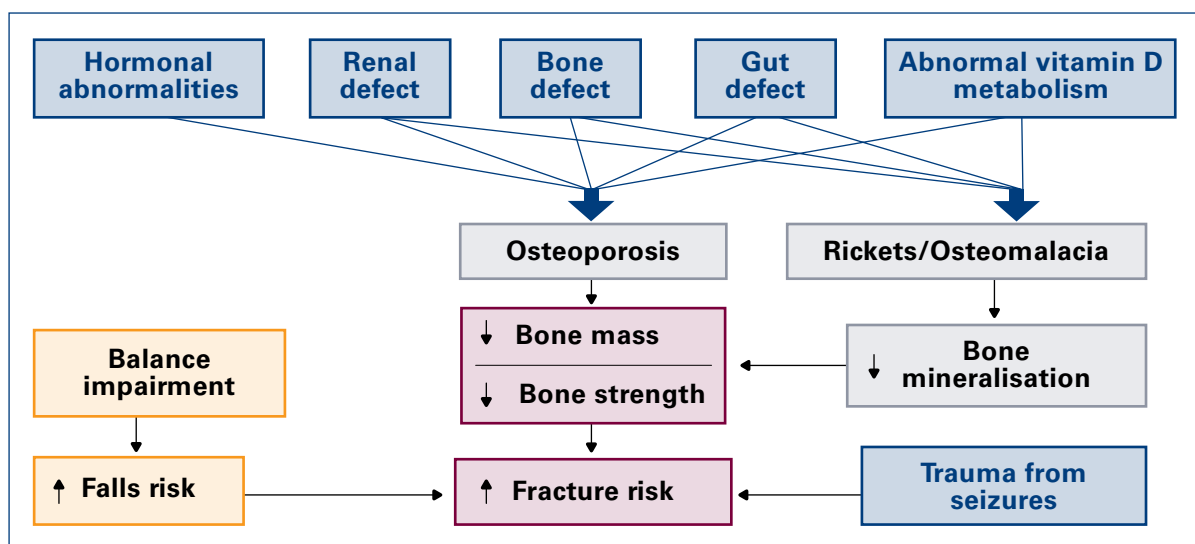 Hormonal
abnormalities
Renal
defect
Bone
defect
Gut
defect
Abnormal vitamin D
metabolism
Osteoporosis
Rickets/Osteomalacia
Balance
impairment
↓ Bone mass
↓ Bone strength
↓ Bone
mineralisation
↑ Falls risk
↑ Fracture risk
Trauma from
seizures